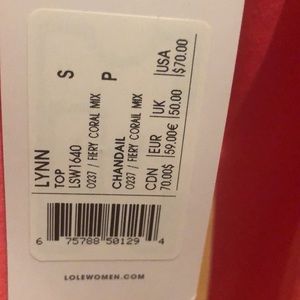 LYNN S
TOP
LSW1640
0237 / FIERY CORAL MIX
CHANDAIL P
0237 / FIERY CORAIL MIX
CDN EUR UK USA
70.00$ 59.00€ 50.00 $70.00
6 75788 50129 4
LOLEWOMEN.COM